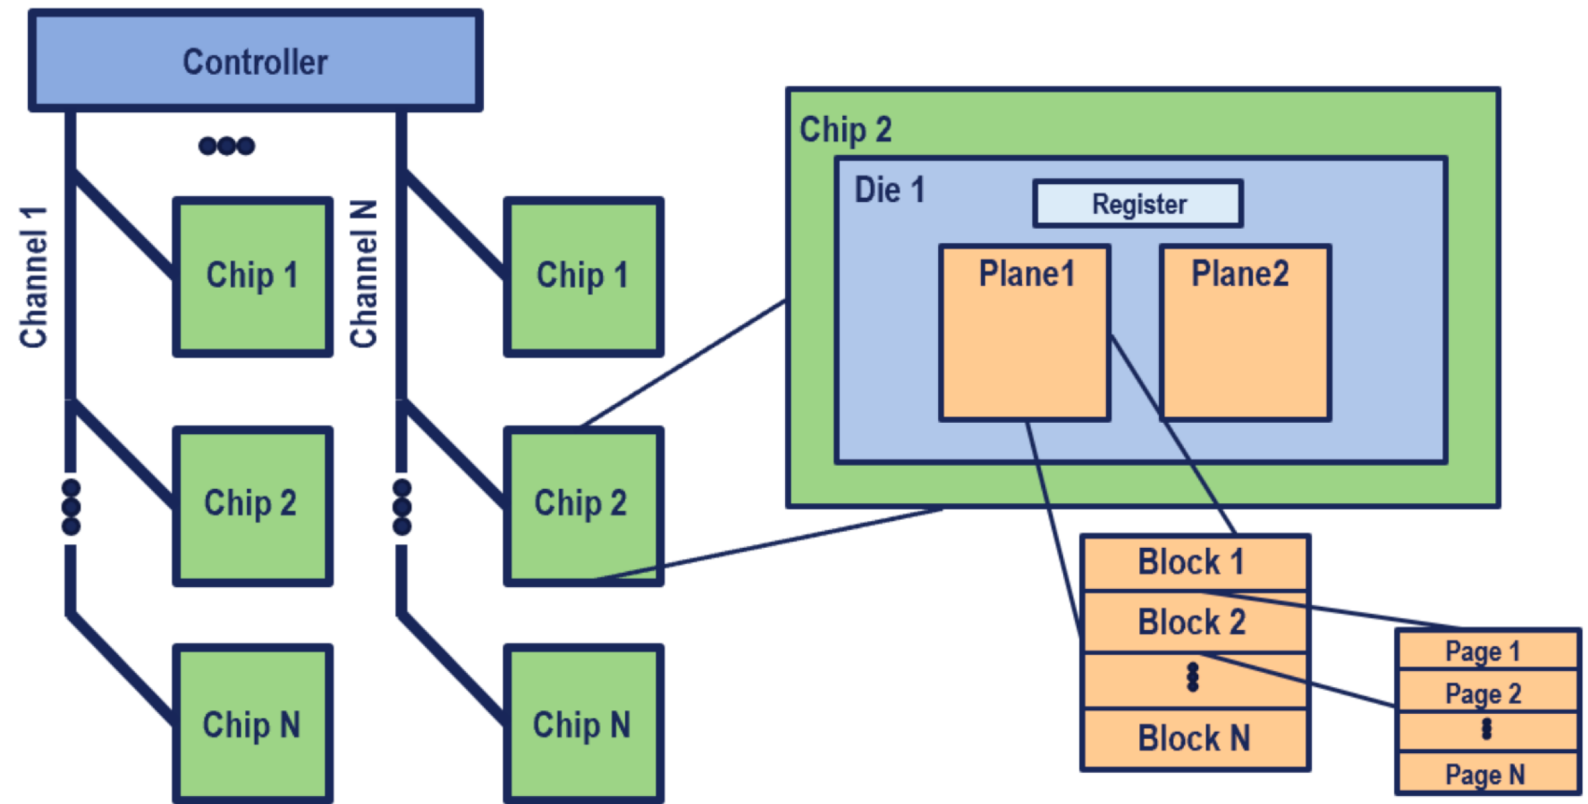 Controller
Channel 1
Chip 1
Chip 2
Chip N
Channel N
Chip 1
Chip 2
Chip N
Chip 2
Die 1
Register
Plane1
Plane2
Block 1
Block 2
Block N
Page 1
Page 2
Page N